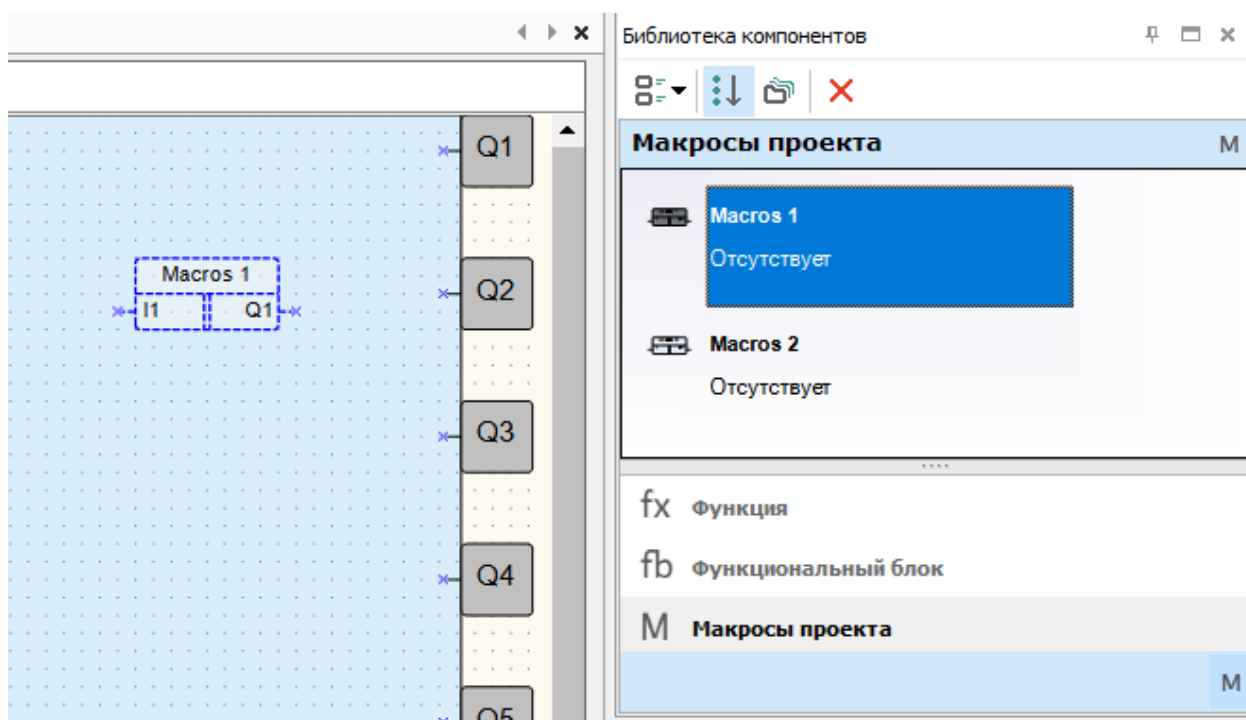 Библиотека компонентов
Макросы проекта M
Macros 1
Отсутствует
Macros 2
Отсутствует
fx Функция
fb Функциональный блок
M Макросы проекта
M
Q1
Macros 1
I1 Q1
Q2
Q3
Q4
Q5